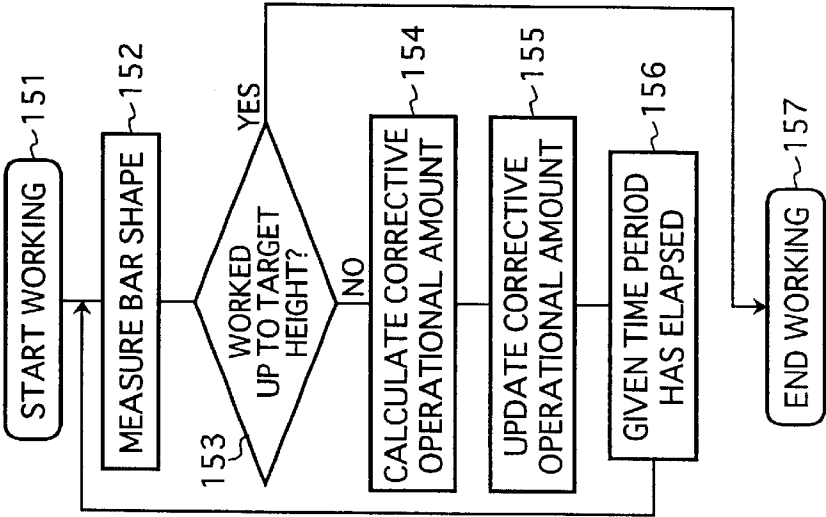 START WORKING
151
MEASURE BAR SHAPE
152
WORKED
UP TO TARGET
HEIGHT?
153
YES
NO
CALCULATE CORRECTIVE
OPERATIONAL AMOUNT
154
UPDATE CORRECTIVE
OPERATIONAL AMOUNT
155
GIVEN TIME PERIOD
HAS ELAPSED
156
END WORKING
157